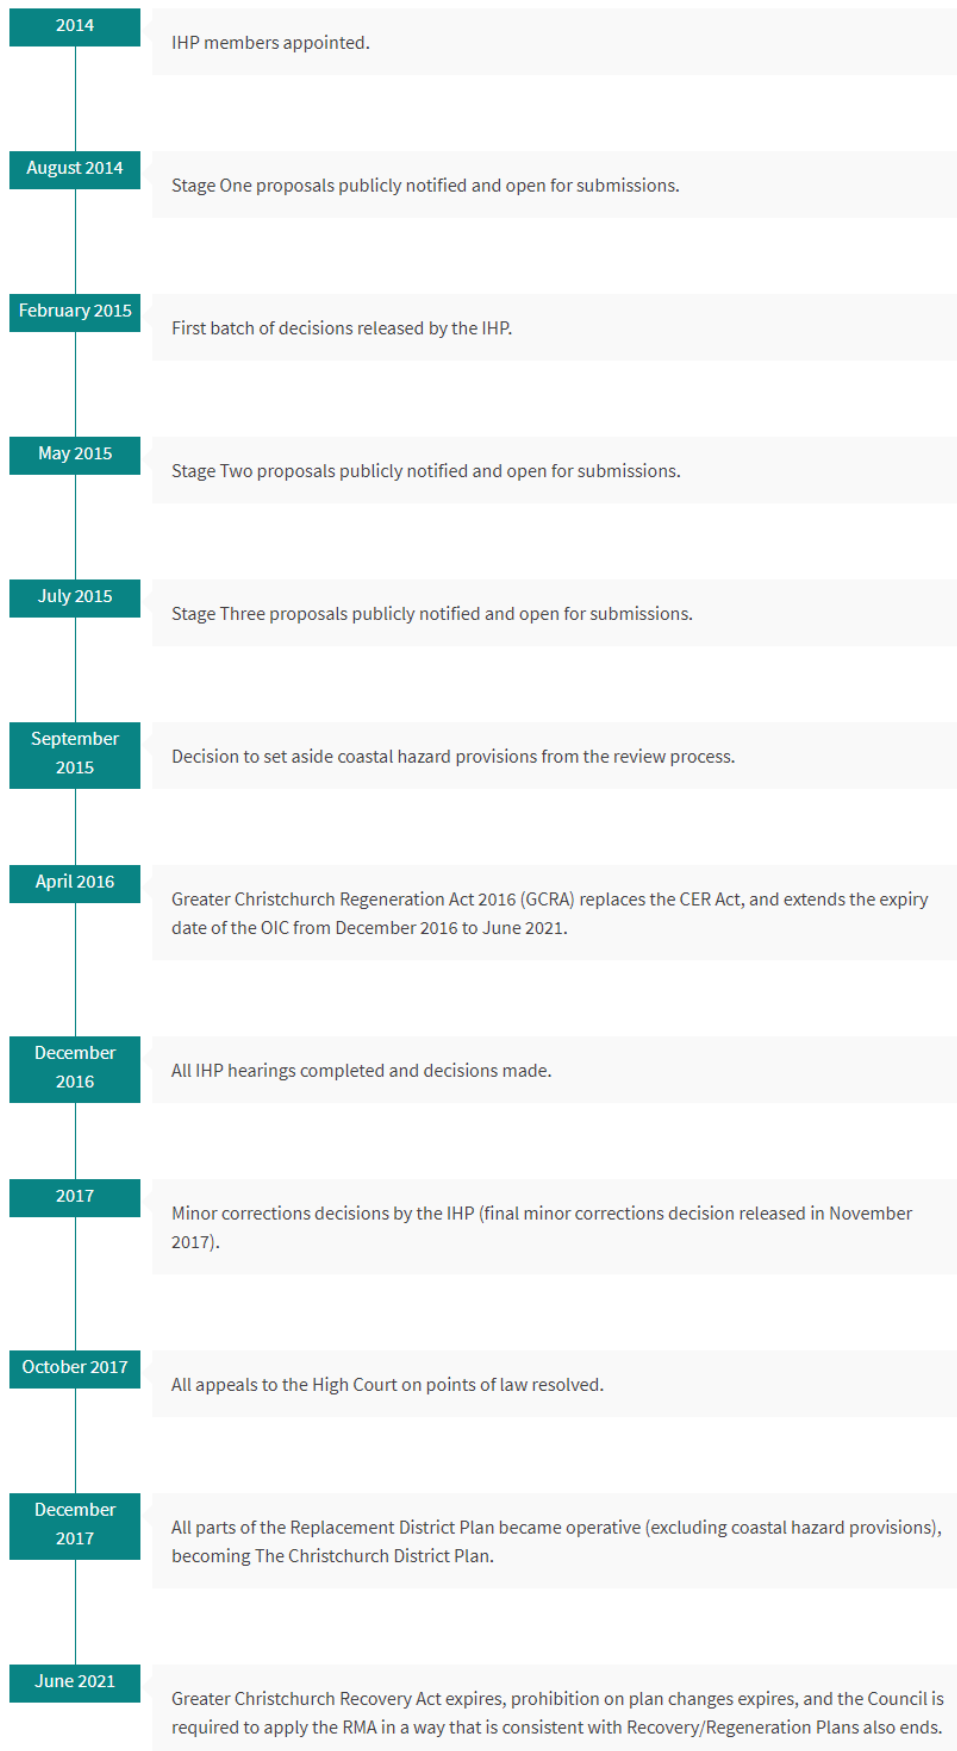 2014
IHP members appointed.
August 2014
Stage One proposals publicly notified and open for submissions.
February 2015
First batch of decisions released by the IHP.
May 2015
Stage Two proposals publicly notified and open for submissions.
July 2015
Stage Three proposals publicly notified and open for submissions.
September
2015
Decision to set aside coastal hazard provisions from the review process.
April 2016
Greater Christchurch Regeneration Act 2016 (GCRA) replaces the CER Act, and extends the expiry
date of the OIC from December 2016 to June 2021.
December
2016
All IHP hearings completed and decisions made.
2017
Minor corrections decisions by the IHP (final minor corrections decision released in November
2017).
October 2017
All appeals to the High Court on points of law resolved.
December
2017
All parts of the Replacement District Plan became operative (excluding coastal hazard provisions),
becoming The Christchurch District Plan.
June 2021
Greater Christchurch Recovery Act expires, prohibition on plan changes expires, and the Council is
required to apply the RMA in a way that is consistent with Recovery/Regeneration Plans also ends.